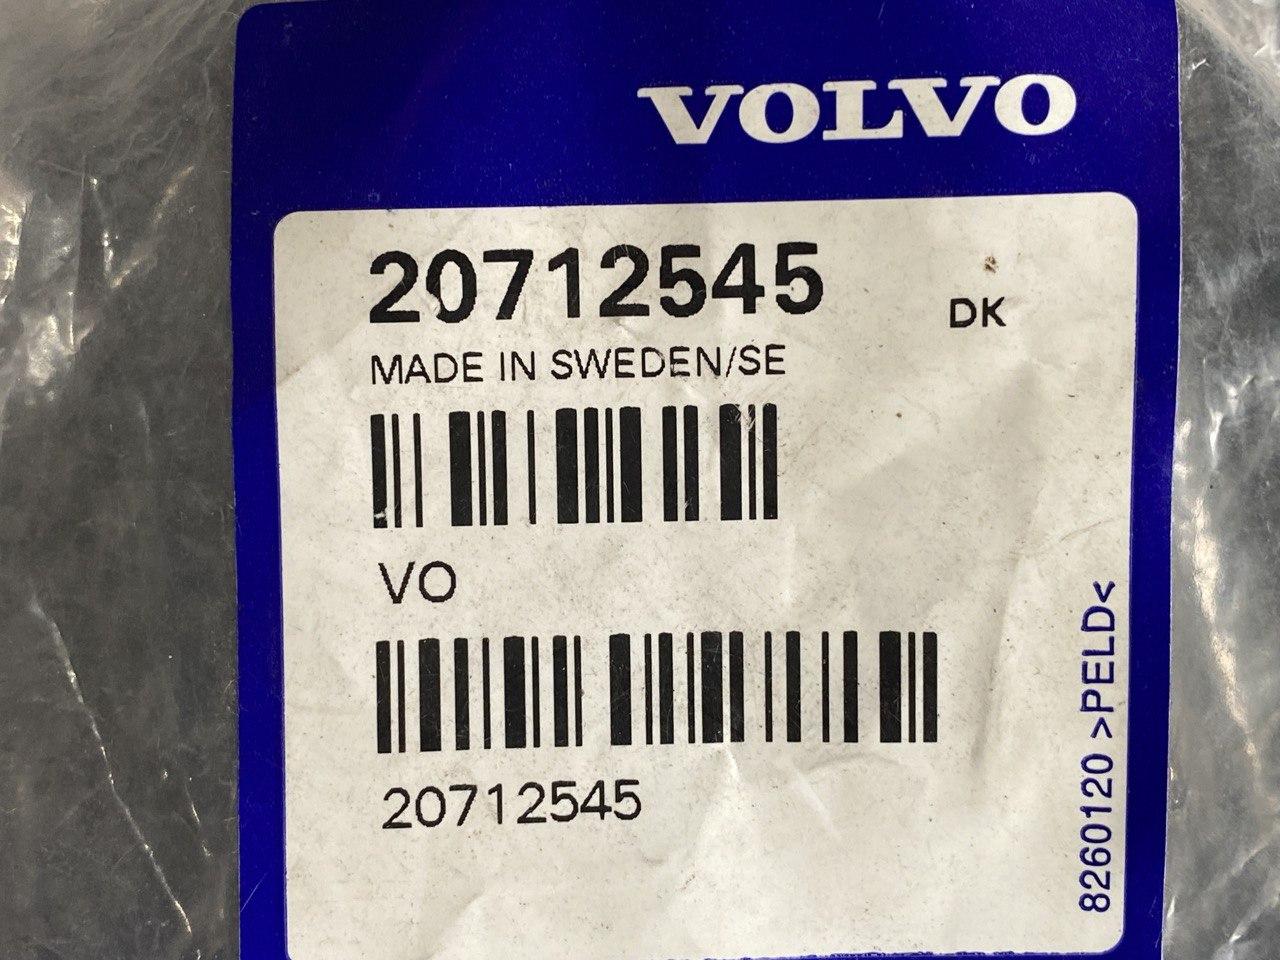 VOLVO
20712545
DK
MADE IN SWEDEN/SE
VO
20712545
8260120 >PELD<